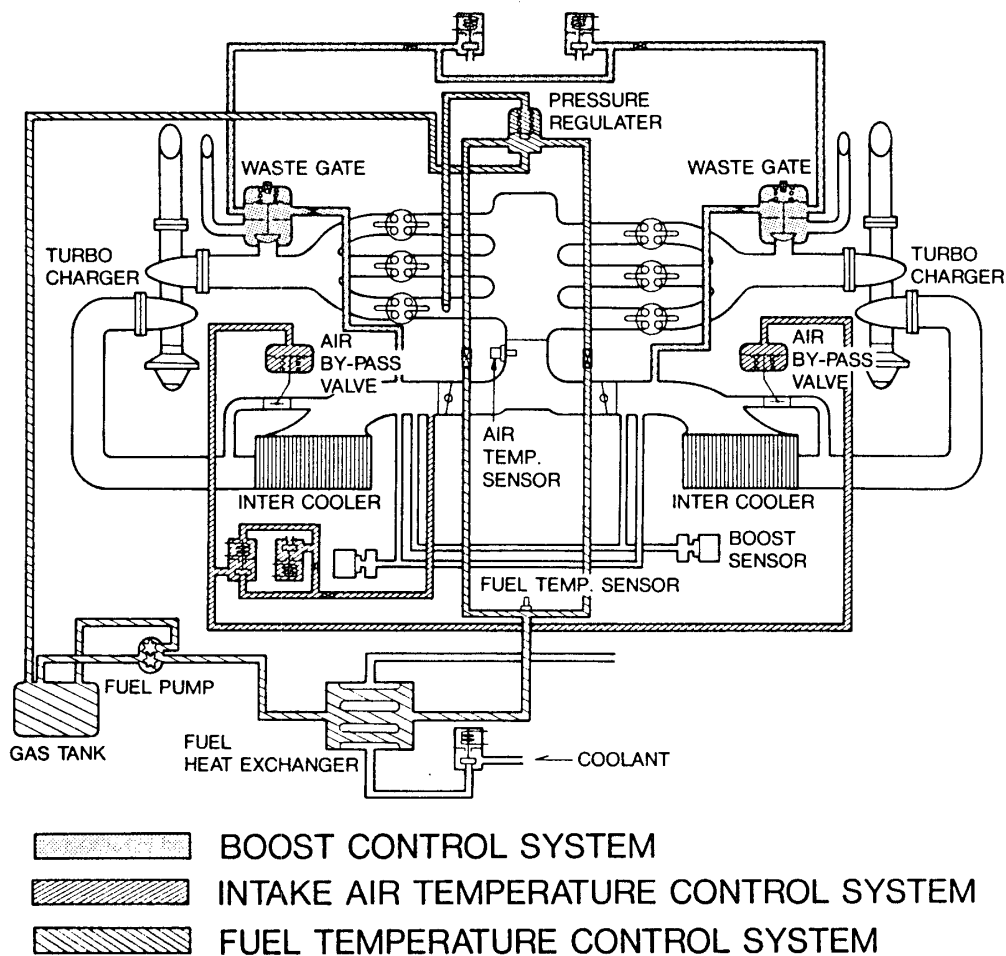 PRESSURE
REGULATER
WASTE GATE
WASTE GATE
TURBO
CHARGER
TURBO
CHARGER
AIR
BY-PASS
VALVE
AIR
BY-PASS
VALVE
AIR
TEMP.
SENSOR
INTER COOLER
INTER COOLER
BOOST
SENSOR
FUEL TEMP. SENSOR
FUEL PUMP
GAS TANK
FUEL
HEAT EXCHANGER
COOLANT
BOOST CONTROL SYSTEM
INTAKE AIR TEMPERATURE CONTROL SYSTEM
FUEL TEMPERATURE CONTROL SYSTEM